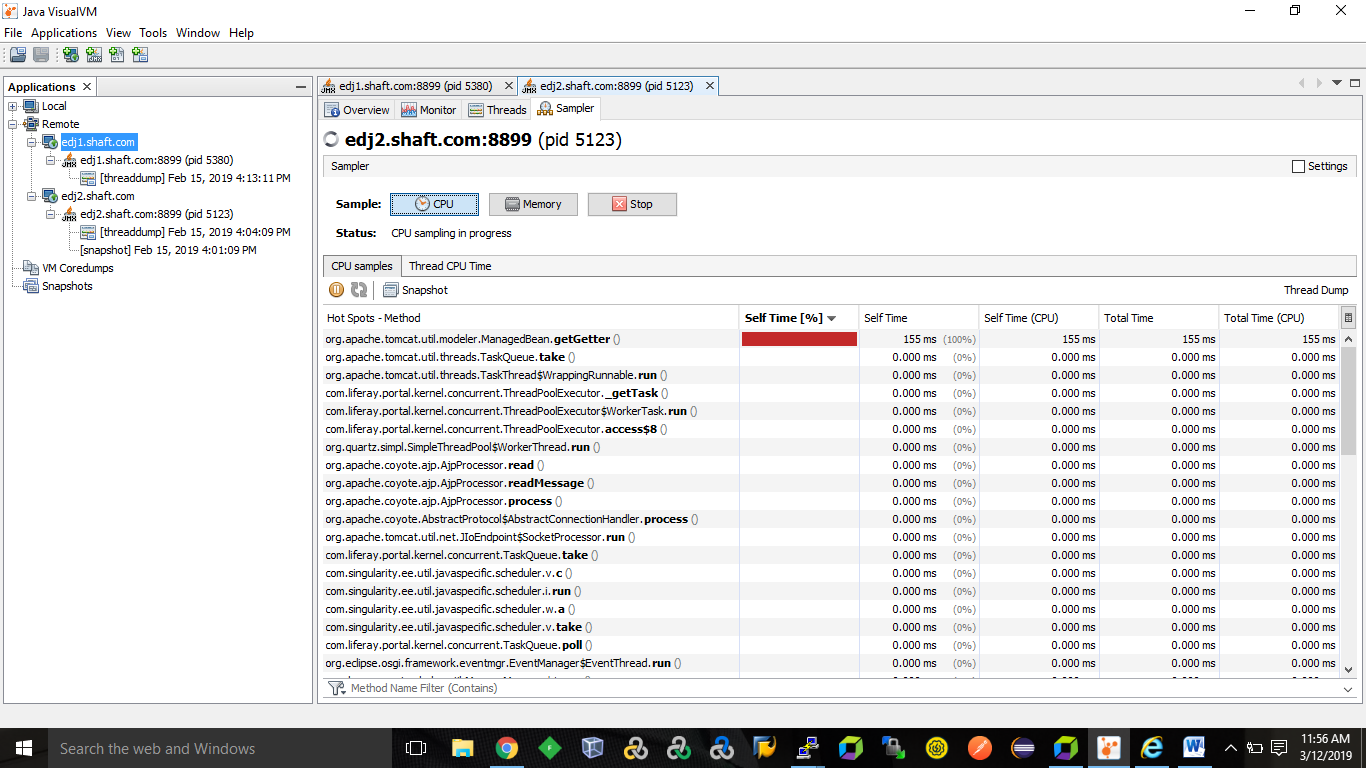 Java VisualVM
File Applications View Tools Window Help
Applications
Local
Remote
edj1.shaft.com
edj1.shaft.com:8899 (pid 5380)
[threaddump] Feb 15, 2019 4:13:11 PM
edj2.shaft.com
edj2.shaft.com:8899 (pid 5123)
[threaddump] Feb 15, 2019 4:04:09 PM
[snapshot] Feb 15, 2019 4:01:09 PM
VM Coredumps
Snapshots
edj1.shaft.com:8899 (pid 5380) edj2.shaft.com:8899 (pid 5123)
Overview Monitor Threads Sampler
edj2.shaft.com:8899 (pid 5123)
Sampler Settings
Sample: CPU Memory Stop
Status: CPU sampling in progress
CPU samples Thread CPU Time
Snapshot Thread Dump
Hot Spots - Method Self Time [%] Self Time Self Time (CPU) Total Time Total Time (CPU)
org.apache.tomcat.util.modeler.ManagedBean.getGetter () 155 ms (100%) 155 ms 155 ms 155 ms
org.apache.tomcat.util.threads.TaskQueue.take () 0.000 ms (0%) 0.000 ms 0.000 ms 0.000 ms
org.apache.tomcat.util.threads.TaskThread$WrappingRunnable.run () 0.000 ms (0%) 0.000 ms 0.000 ms 0.000 ms
com.liferay.portal.kernel.concurrent.ThreadPoolExecutor._getTask () 0.000 ms (0%) 0.000 ms 0.000 ms 0.000 ms
com.liferay.portal.kernel.concurrent.ThreadPoolExecutor$WorkerTask.run () 0.000 ms (0%) 0.000 ms 0.000 ms 0.000 ms
com.liferay.portal.kernel.concurrent.ThreadPoolExecutor.access$8 () 0.000 ms (0%) 0.000 ms 0.000 ms 0.000 ms
org.quartz.simpl.SimpleThreadPool$WorkerThread.run () 0.000 ms (0%) 0.000 ms 0.000 ms 0.000 ms
org.apache.coyote.ajp.AjpProcessor.read () 0.000 ms (0%) 0.000 ms 0.000 ms 0.000 ms
org.apache.coyote.ajp.AjpProcessor.readMessage () 0.000 ms (0%) 0.000 ms 0.000 ms 0.000 ms
org.apache.coyote.ajp.AjpProcessor.process () 0.000 ms (0%) 0.000 ms 0.000 ms 0.000 ms
org.apache.coyote.AbstractProtocol$AbstractConnectionHandler.process () 0.000 ms (0%) 0.000 ms 0.000 ms 0.000 ms
org.apache.tomcat.util.net.JIoEndpoint$SocketProcessor.run () 0.000 ms (0%) 0.000 ms 0.000 ms 0.000 ms
com.liferay.portal.kernel.concurrent.TaskQueue.take () 0.000 ms (0%) 0.000 ms 0.000 ms 0.000 ms
com.singularity.ee.util.javaspecific.scheduler.v.c () 0.000 ms (0%) 0.000 ms 0.000 ms 0.000 ms
com.singularity.ee.util.javaspecific.scheduler.i.run () 0.000 ms (0%) 0.000 ms 0.000 ms 0.000 ms
com.singularity.ee.util.javaspecific.scheduler.w.a () 0.000 ms (0%) 0.000 ms 0.000 ms 0.000 ms
com.singularity.ee.util.javaspecific.scheduler.v.take () 0.000 ms (0%) 0.000 ms 0.000 ms 0.000 ms
com.liferay.portal.kernel.concurrent.TaskQueue.poll () 0.000 ms (0%) 0.000 ms 0.000 ms 0.000 ms
org.eclipse.osgi.framework.eventmgr.EventManager$EventThread.run () 0.000 ms (0%) 0.000 ms 0.000 ms 0.000 ms
Method Name Filter (Contains)
Search the web and Windows
11:56 AM
3/12/2019